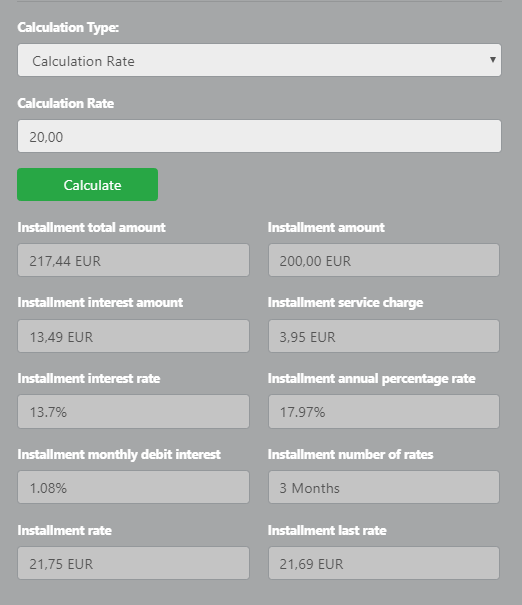 Calculation Type:
Calculation Rate
Calculation Rate
20,00
Calculate
Installment total amount
Installment amount
217,44 EUR
200,00 EUR
Installment interest amount
Installment service charge
13,49 EUR
3,95 EUR
Installment interest rate
Installment annual percentage rate
13.7%
17.97%
Installment monthly debit interest
Installment number of rates
1.08%
3 Months
Installment rate
Installment last rate
21,75 EUR
21,69 EUR